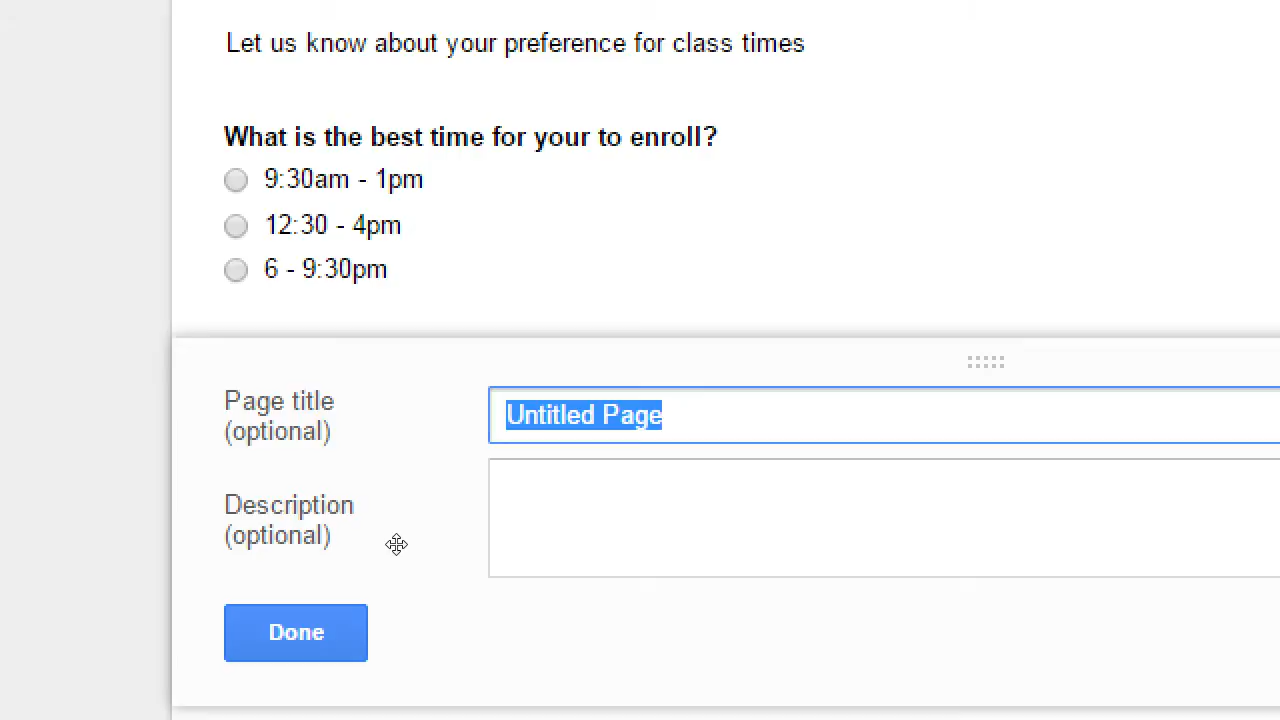 Let us know about your preference for class times
What is the best time for your to enroll?
9:30am - 1pm
12:30 - 4pm
6 - 9:30pm
Page title
(optional)
Untitled Page
Description
(optional)
Done